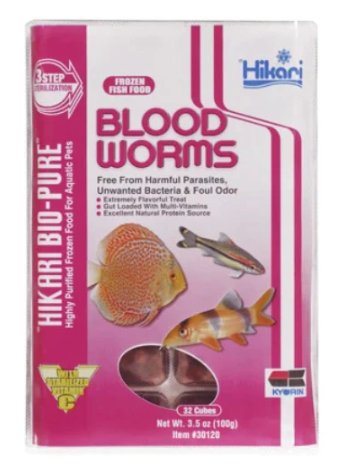 3 STEP
STERILIZATION
FROZEN
FISH FOOD
Hikari
BLOOD
WORMS
Free From Harmful Parasites,
Unwanted Bacteria & Foul Odor
• Extremely Flavorful Treat
• Gut Loaded With Multi-Vitamins
• Excellent Natural Protein Source
HIKARI BIO-PURE™
Highly Purified Frozen Food For Aquatic Pets
WITH
STABILIZED
VITAMIN
C
32 Cubes
Net Wt. 3.5 oz (100g)
Item #30120
KYORIN